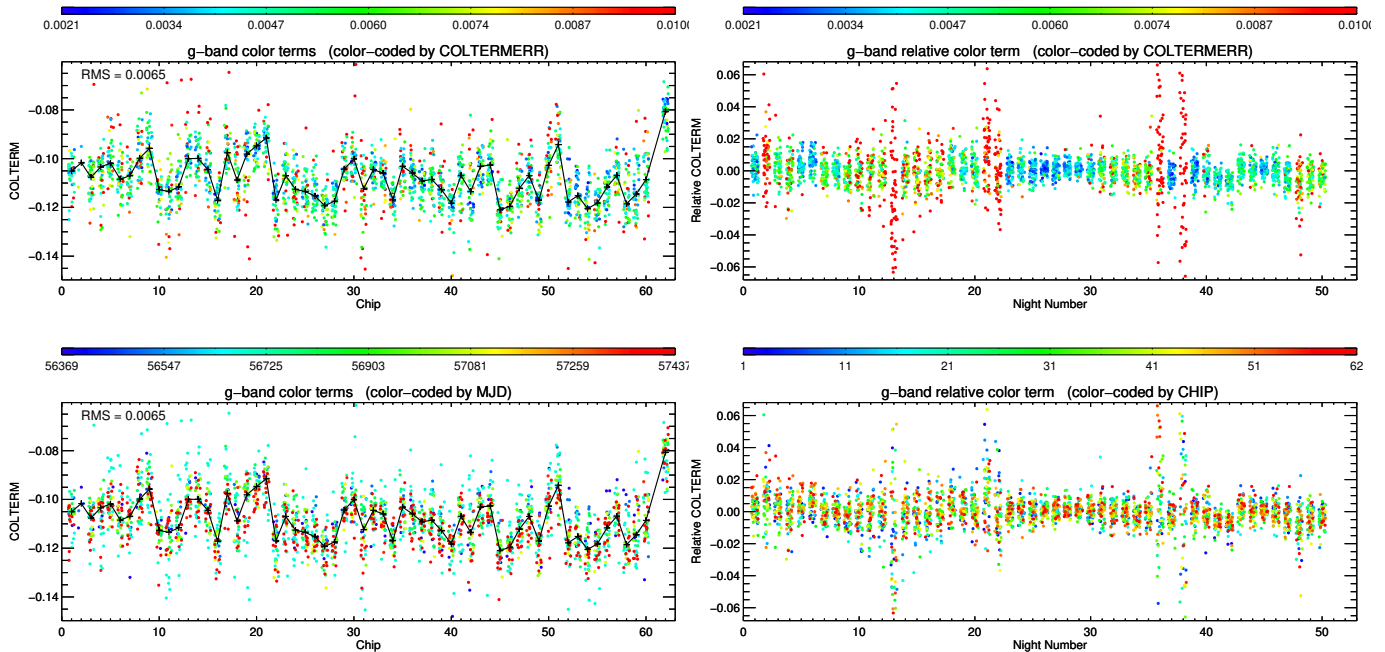 0.0021 0.0034 0.0047 0.0060 0.0074 0.0087 0.0100
g-band color terms (color-coded by COLTERMERR)
RMS = 0.0065
COLTERM
-0.08
-0.10
-0.12
-0.14
0 10 20 30 40 50 60
Chip
0.0021 0.0034 0.0047 0.0060 0.0074 0.0087 0.0100
g-band relative color term (color-coded by COLTERMERR)
Relative COLTERM
0.06
0.04
0.02
0.00
-0.02
-0.04
-0.06
0 10 20 30 40 50
Night Number
56369 56547 56725 56903 57081 57259 57437
g-band color terms (color-coded by MJD)
RMS = 0.0065
COLTERM
-0.08
-0.10
-0.12
-0.14
0 10 20 30 40 50 60
Chip
1 11 21 31 41 51 62
g-band relative color term (color-coded by CHIP)
Relative COLTERM
0.06
0.04
0.02
0.00
-0.02
-0.04
-0.06
0 10 20 30 40 50
Night Number